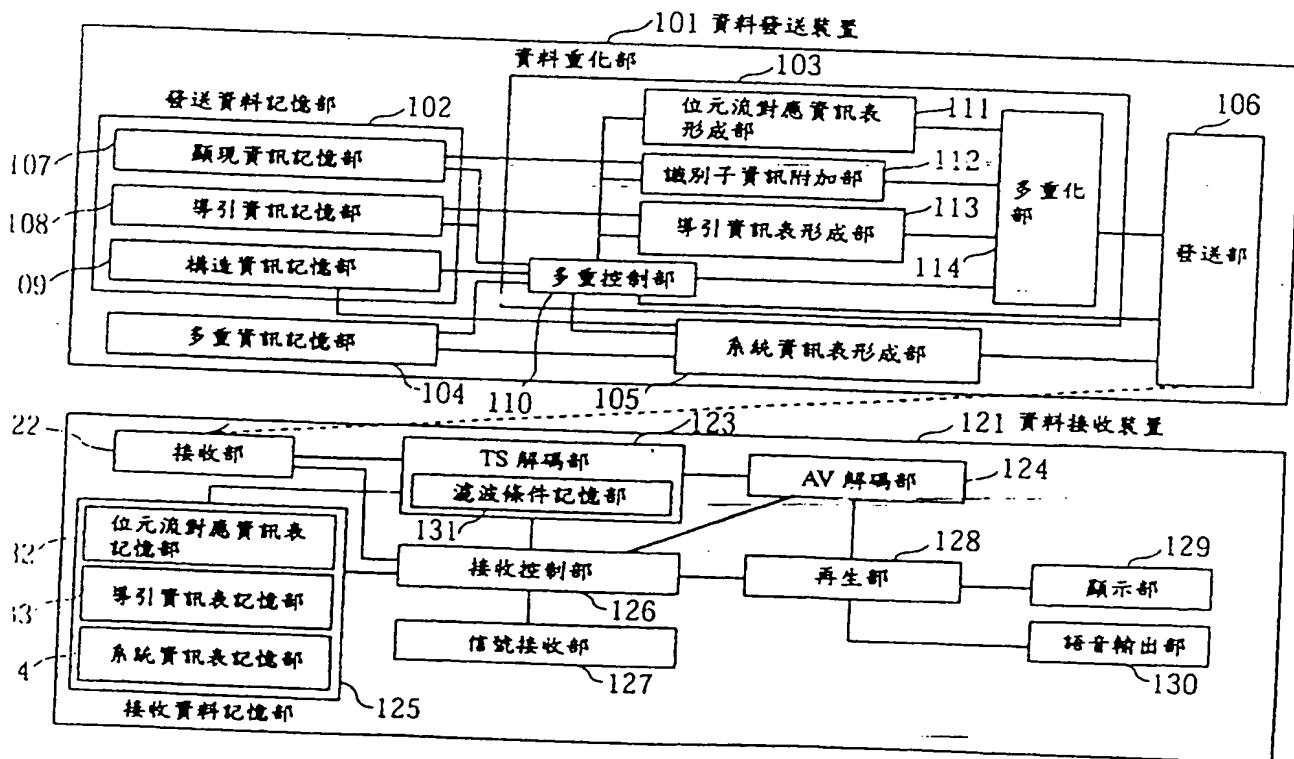 101 資料發送裝置
資料重化部
103
發送資料記憶部
102
位元流對應資訊表
形成部
111
106
107
顯現資訊記憶部
識別子資訊附加部
112
多重化
部
108
導引資訊記憶部
導引資訊表形成部
113
114
發送部
09
構造資訊記憶部
多重控制部
110
多重資訊記憶部
104
系統資訊表形成部
105
121 資料接收裝置
22
接收部
123
TS 解碼部
濾波條件記憶部
131
AV 解碼部
124
位元流對應資訊表
記憶部
導引資訊表記憶部
系統資訊表記憶部
4
接收資料記憶部
125
接收控制部
126
信號接收部
127
再生部
128
顯示部
129
語音輸出部
130